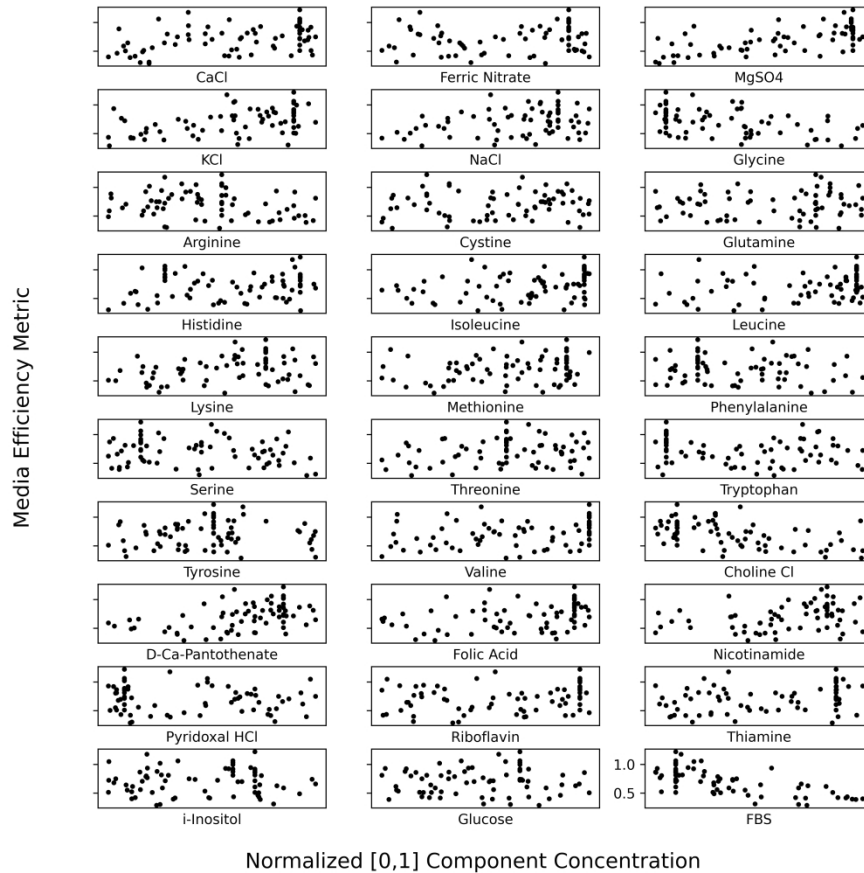 Media Efficiency Metric
CaCl
Ferric Nitrate
MgSO4
KCl
NaCl
Glycine
Arginine
Cystine
Glutamine
Histidine
Isoleucine
Leucine
Lysine
Methionine
Phenylalanine
Serine
Threonine
Tryptophan
Tyrosine
Valine
Choline Cl
D-Ca-Pantothenate
Folic Acid
Nicotinamide
Pyridoxal HCl
Riboflavin
Thiamine
1.0
0.5
i-Inositol
Glucose
FBS
Normalized [0,1] Component Concentration